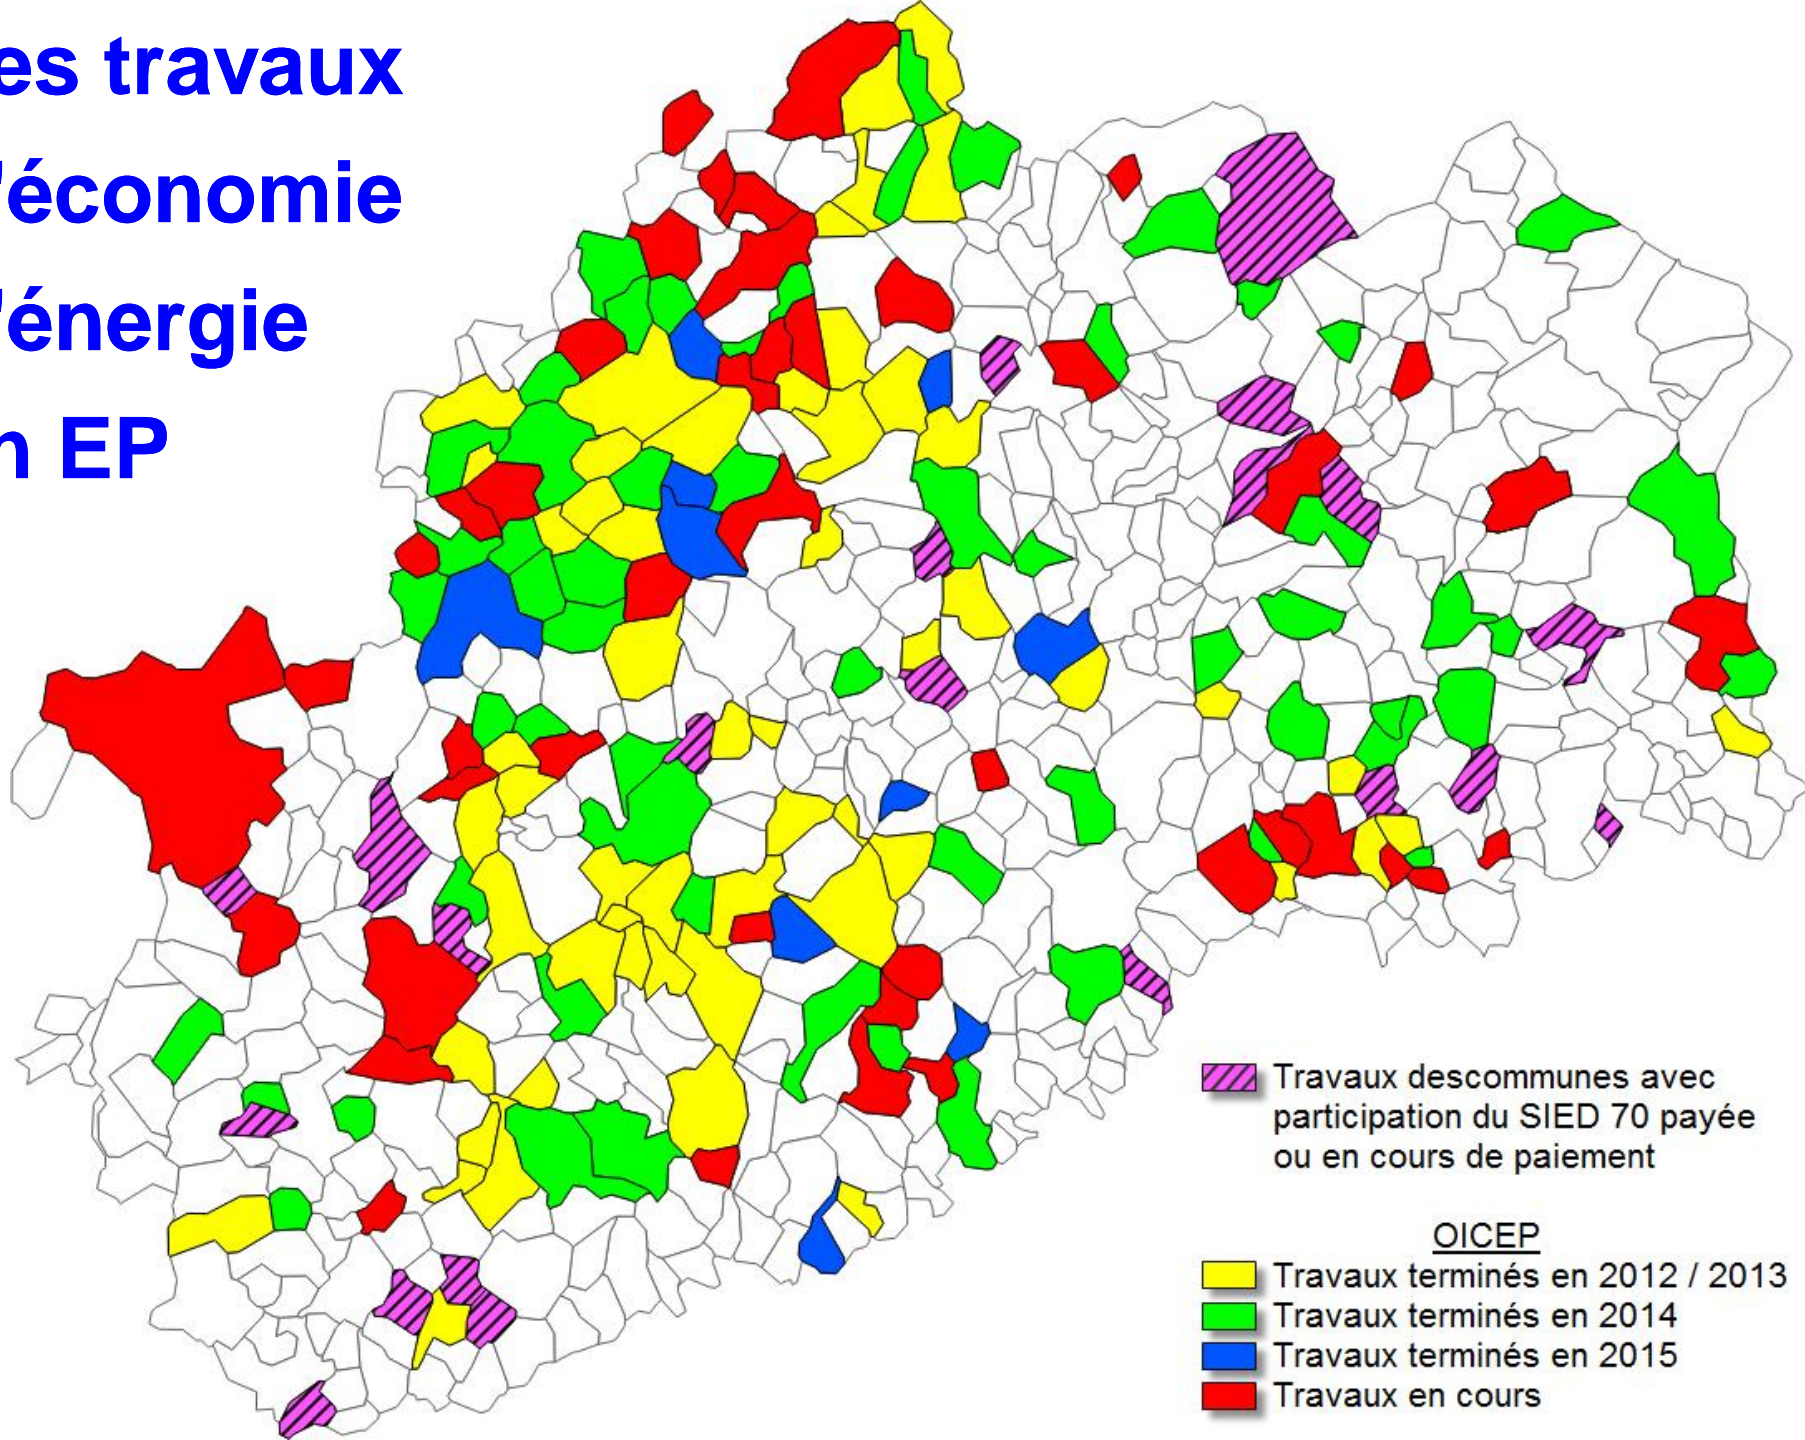 es travaux
'économie
'énergie
n EP
Travaux descommunes avec
participation du SIED 70 payée
ou en cours de paiement
OICEP
Travaux terminés en 2012 / 2013
Travaux terminés en 2014
Travaux terminés en 2015
Travaux en cours